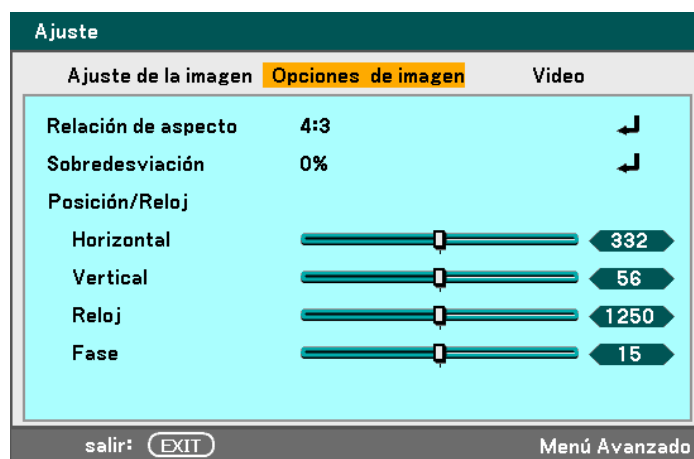 Ajuste
Ajuste de la imagen Opciones de imagen Video
Relación de aspecto 4:3
Sobredesviación 0%
Posición/Reloj
Horizontal 332
Vertical 56
Reloj 1250
Fase 15
salir: EXIT Menú Avanzado